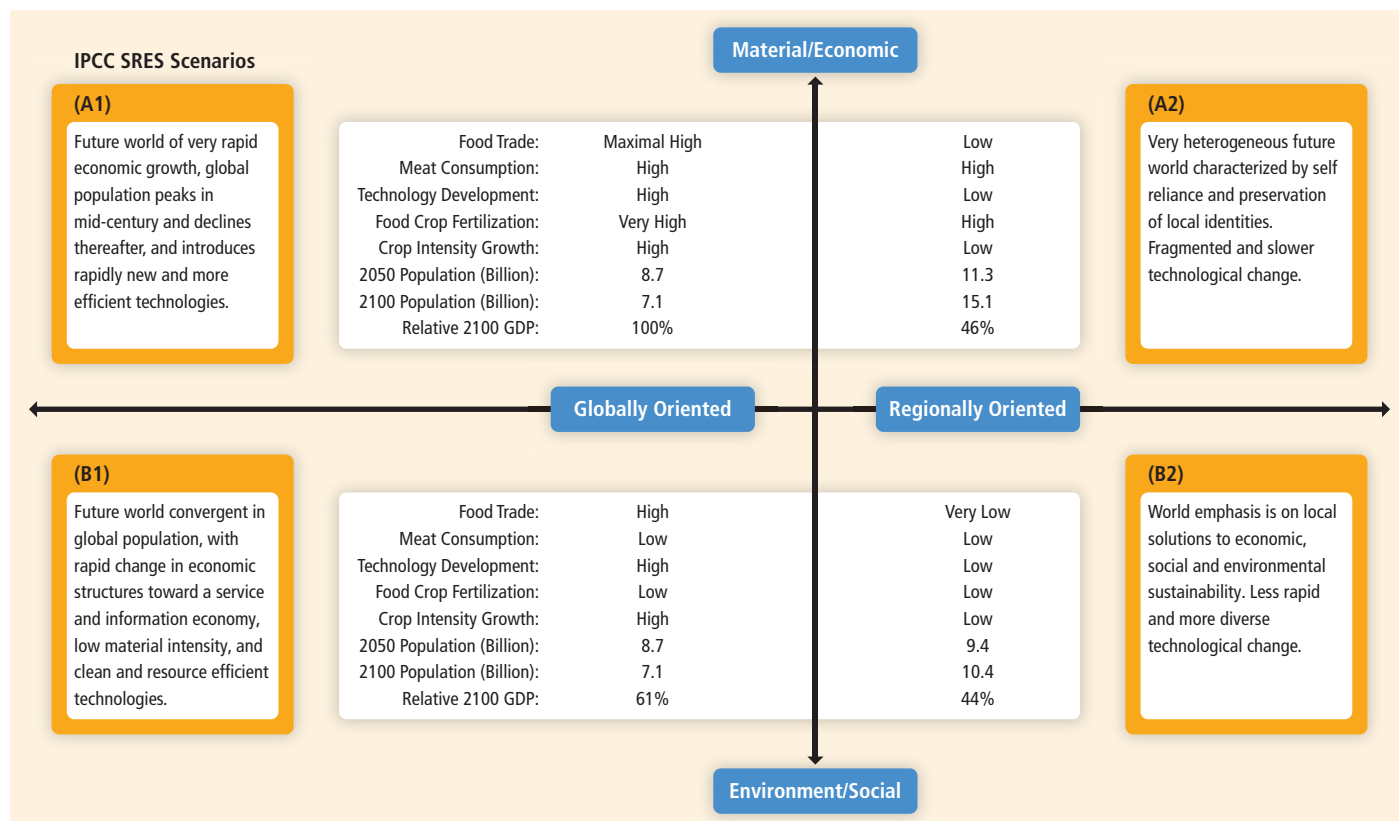 Material/Economic
IPCC SRES Scenarios
(A1)
Future world of very rapid
economic growth, global
population peaks in
mid-century and declines
thereafter, and introduces
rapidly new and more
efficient technologies.
Food Trade: Maximal High Low
Meat Consumption: High High
Technology Development: High Low
Food Crop Fertilization: Very High High
Crop Intensity Growth: High Low
2050 Population (Billion): 8.7 11.3
2100 Population (Billion): 7.1 15.1
Relative 2100 GDP: 100% 46%
(A2)
Very heterogeneous future
world characterized by self
reliance and preservation
of local identities.
Fragmented and slower
technological change.
Globally Oriented
Regionally Oriented
(B1)
Future world convergent in
global population, with
rapid change in economic
structures toward a service
and information economy,
low material intensity, and
clean and resource efficient
technologies.
Food Trade: High Very Low
Meat Consumption: Low Low
Technology Development: High Low
Food Crop Fertilization: Low Low
Crop Intensity Growth: High Low
2050 Population (Billion): 8.7 9.4
2100 Population (Billion): 7.1 10.4
Relative 2100 GDP: 61% 44%
(B2)
World emphasis is on local
solutions to economic,
social and environmental
sustainability. Less rapid
and more diverse
technological change.
Environment/Social